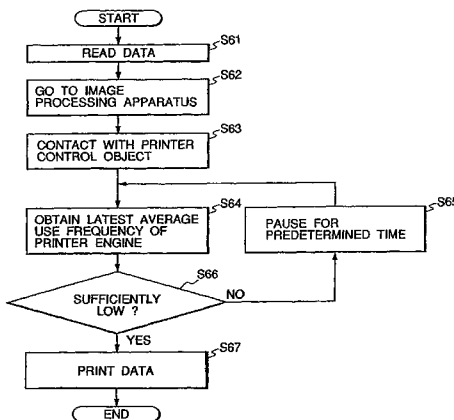 START
S61
READ DATA
S62
GO TO IMAGE
PROCESSING APPARATUS
S63
CONTACT WITH PRINTER
CONTROL OBJECT
S64
OBTAIN LATEST AVERAGE
USE FREQUENCY OF
PRINTER ENGINE
S65
PAUSE FOR
PREDETERMINED TIME
S66
SUFFICIENTLY
LOW ?
NO
YES
S67
PRINT DATA
END